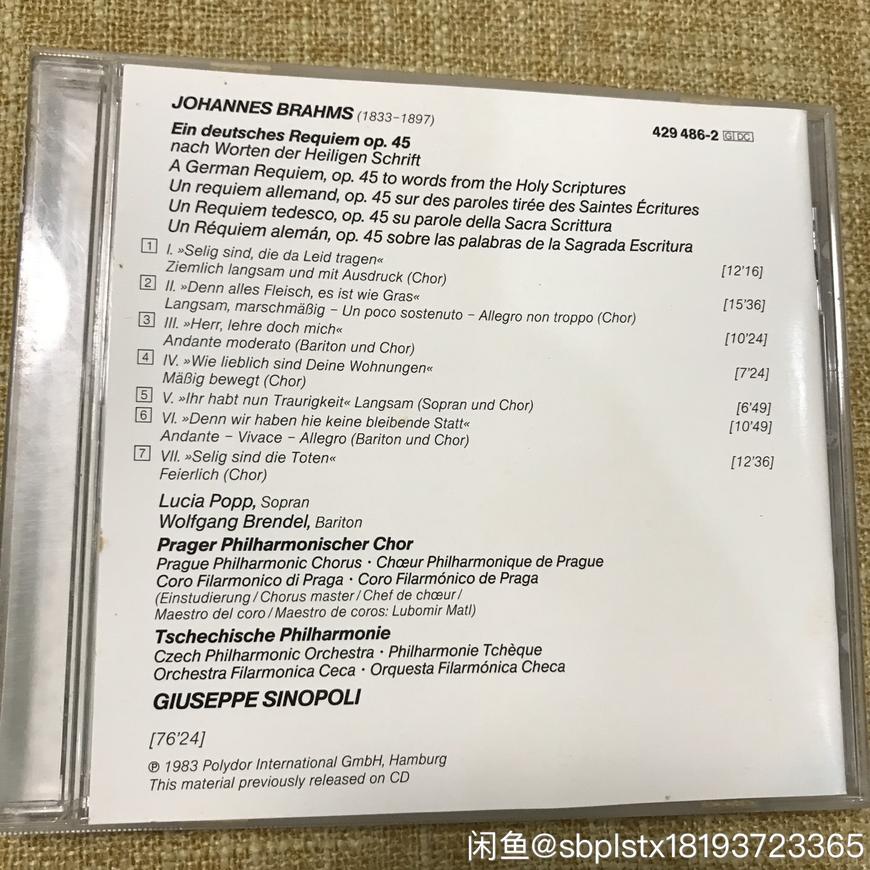 JOHANNES BRAHMS (1833–1897)
429 486-2 GI DC
Ein deutsches Requiem op. 45
nach Worten der Heiligen Schrift
A German Requiem, op. 45 to words from the Holy Scriptures
Un requiem allemand, op. 45 sur des paroles tirée des Saintes Écritures
Un Requiem tedesco, op. 45 su parole della Sacra Scrittura
Un Réquiem alemán, op. 45 sobre las palabras de la Sagrada Escritura
1 I. »Selig sind, die da Leid tragen«
Ziemlich langsam und mit Ausdruck (Chor) [12'16]
2 II. »Denn alles Fleisch, es ist wie Gras«
Langsam, marschmäßig – Un poco sostenuto – Allegro non troppo (Chor) [15'36]
3 III. »Herr, lehre doch mich«
Andante moderato (Bariton und Chor) [10'24]
4 IV. »Wie lieblich sind Deine Wohnungen«
Mäßig bewegt (Chor) [7'24]
5 V. »Ihr habt nun Traurigkeit« Langsam (Sopran und Chor) [6'49]
6 VI. »Denn wir haben hie keine bleibende Statt« [10'49]
Andante – Vivace – Allegro (Bariton und Chor)
7 VII. »Selig sind die Toten« [12'36]
Feierlich (Chor)
Lucia Popp, Sopran
Wolfgang Brendel, Bariton
Prager Philharmonischer Chor
Prague Philharmonic Chorus · Chœur Philharmonique de Prague
Coro Filarmonico di Praga · Coro Filarmónico de Praga
(Einstudierung / Chorus master / Chef de chœur /
Maestro del coro / Maestro de coros: Lubomir Matl)
Tschechische Philharmonie
Czech Philharmonic Orchestra · Philharmonie Tchèque
Orchestra Filarmonica Ceca · Orquesta Filarmónica Checa
GIUSEPPE SINOPOLI
[76'24]
℗ 1983 Polydor International GmbH, Hamburg
This material previously released on CD
闲鱼@sbplstx18193723365